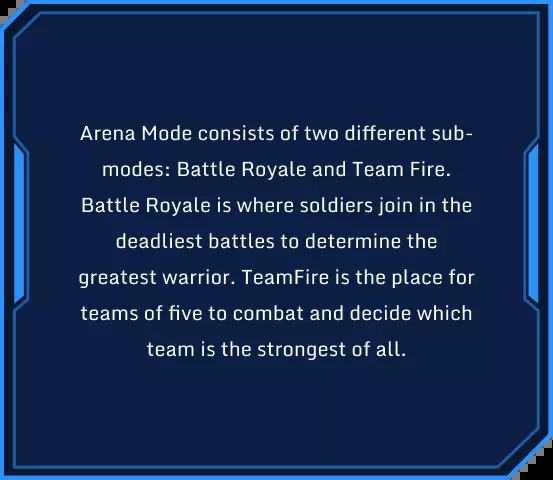 Arena Mode consists of two different sub-
modes: Battle Royale and Team Fire.
Battle Royale is where soldiers join in the
deadliest battles to determine the
greatest warrior. TeamFire is the place for
teams of five to combat and decide which
team is the strongest of all.